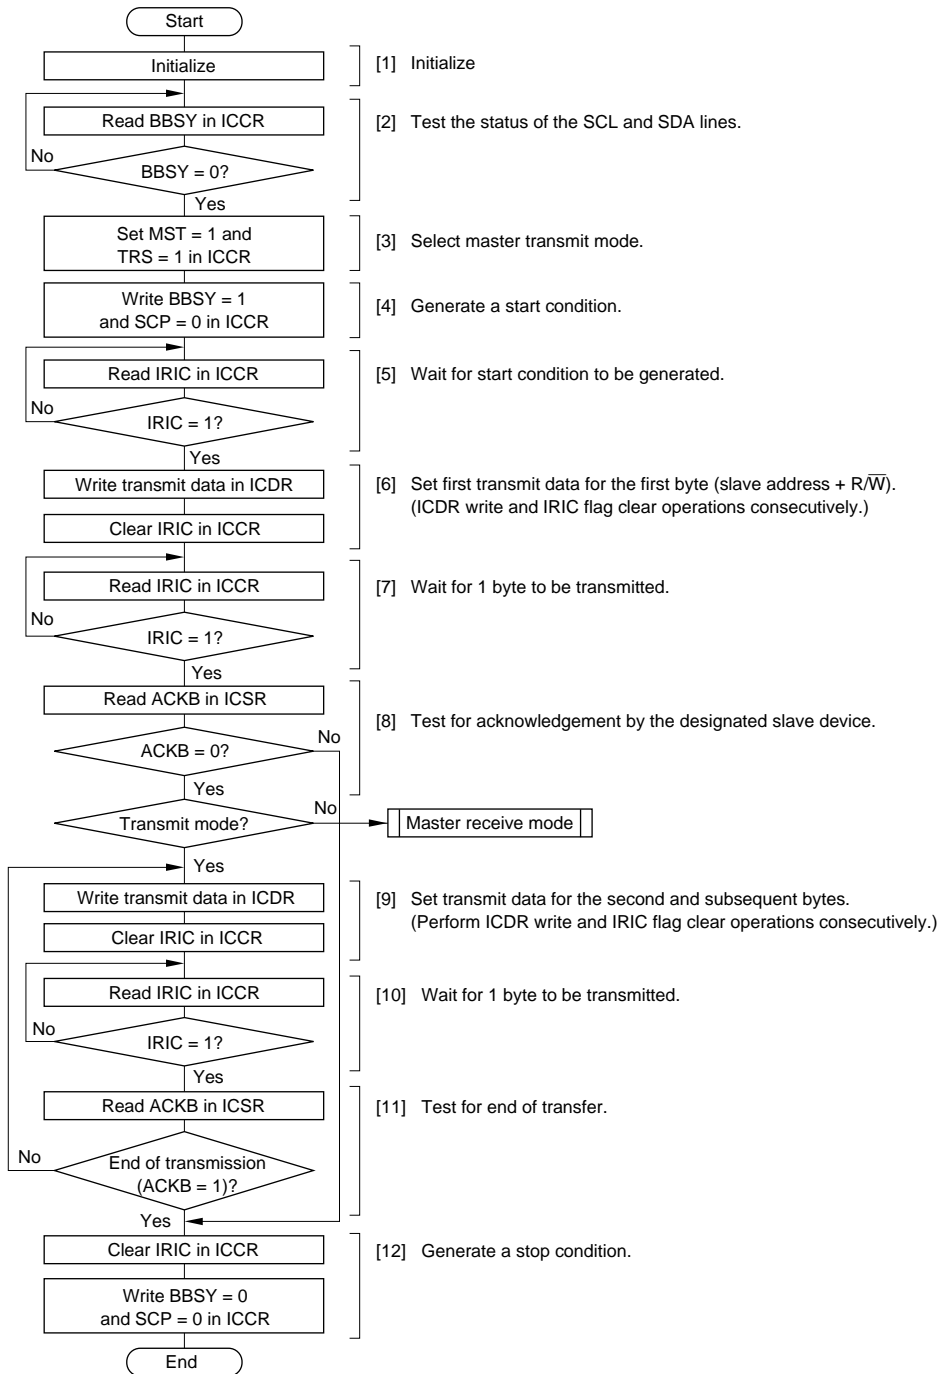 Start
Initialize
[1] Initialize
Read BBSY in ICCR
[2] Test the status of the SCL and SDA lines.
No
BBSY = 0?
Yes
Set MST = 1 and
TRS = 1 in ICCR
[3] Select master transmit mode.
Write BBSY = 1
and SCP = 0 in ICCR
[4] Generate a start condition.
Read IRIC in ICCR
[5] Wait for start condition to be generated.
No
IRIC = 1?
Yes
Write transmit data in ICDR
[6] Set first transmit data for the first byte (slave address + R/W̅).
(ICDR write and IRIC flag clear operations consecutively.)
Clear IRIC in ICCR
Read IRIC in ICCR
[7] Wait for 1 byte to be transmitted.
No
IRIC = 1?
Yes
Read ACKB in ICSR
[8] Test for acknowledgement by the designated slave device.
No
ACKB = 0?
Yes
No
Transmit mode?
Master receive mode
Yes
Write transmit data in ICDR
[9] Set transmit data for the second and subsequent bytes.
(Perform ICDR write and IRIC flag clear operations consecutively.)
Clear IRIC in ICCR
Read IRIC in ICCR
[10] Wait for 1 byte to be transmitted.
No
IRIC = 1?
Yes
Read ACKB in ICSR
[11] Test for end of transfer.
No
End of transmission
(ACKB = 1)?
Yes
Clear IRIC in ICCR
[12] Generate a stop condition.
Write BBSY = 0
and SCP = 0 in ICCR
End